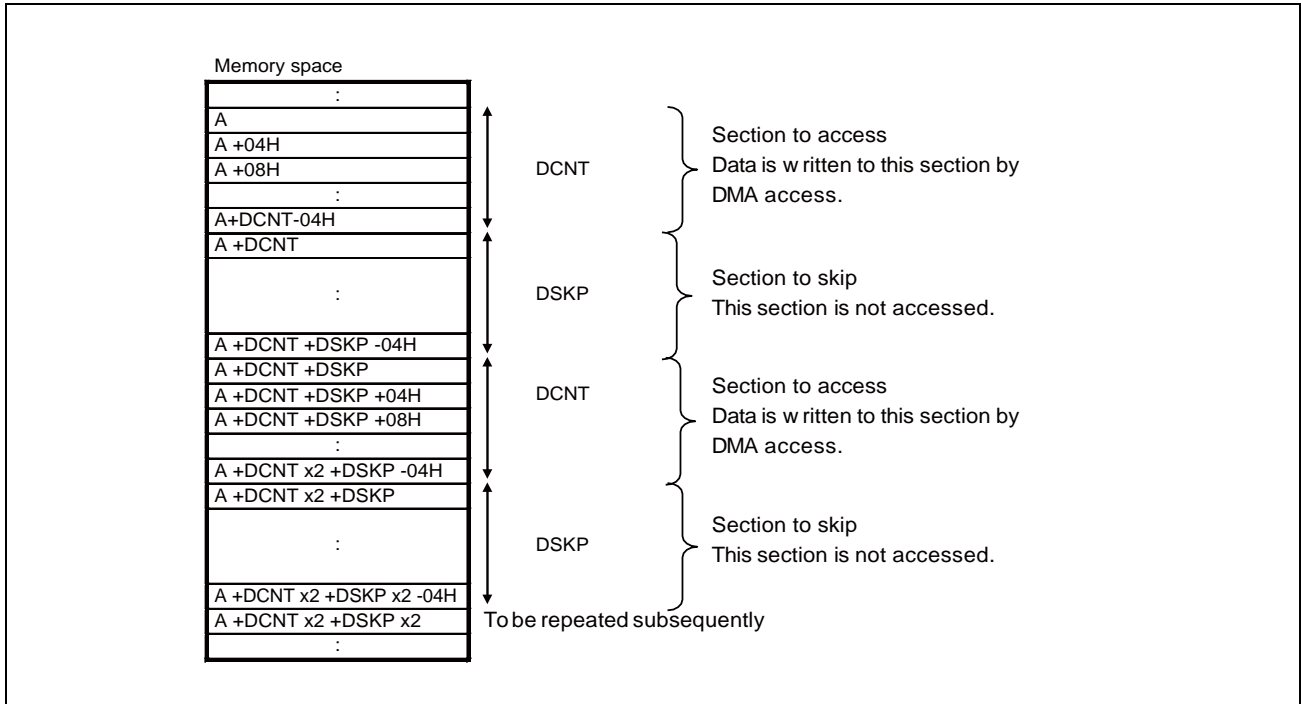 Memory space
:
A
A +04H
A +08H
:
A+DCNT-04H
DCNT
Section to access
Data is w ritten to this section by
DMA access.
A +DCNT
:
A +DCNT +DSKP -04H
DSKP
Section to skip
This section is not accessed.
A +DCNT +DSKP
A +DCNT +DSKP +04H
A +DCNT +DSKP +08H
:
A +DCNT x2 +DSKP -04H
DCNT
Section to access
Data is w ritten to this section by
DMA access.
A +DCNT x2 +DSKP
:
A +DCNT x2 +DSKP x2 -04H
DSKP
Section to skip
This section is not accessed.
A +DCNT x2 +DSKP x2
To be repeated subsequently
: